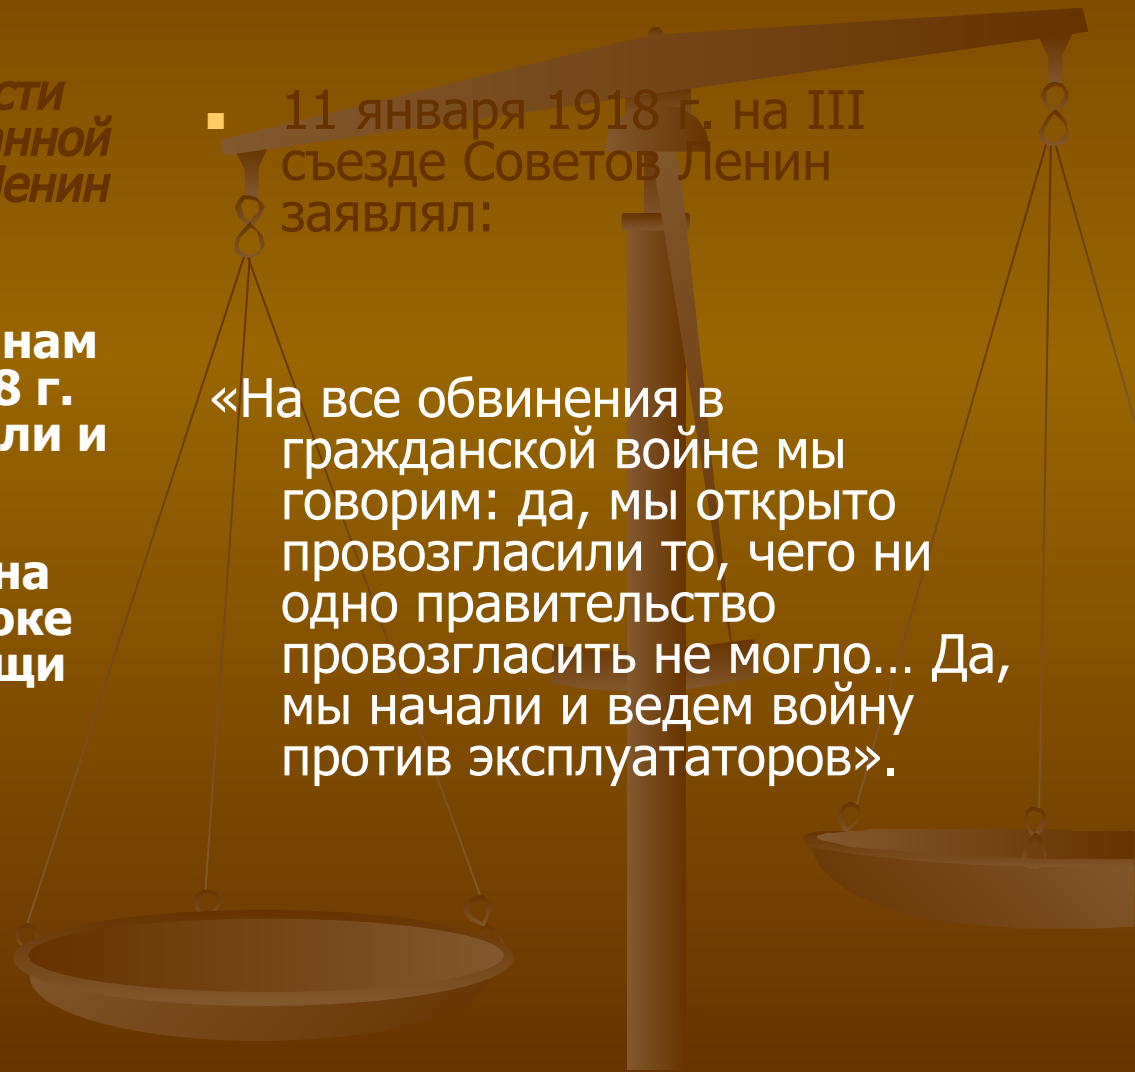 сти
анной
Ленин
нам
8 г.
ли и
на
оке
щи
11 января 1918 г. на III
съезде Советов Ленин
заявлял:
«На все обвинения в
гражданской войне мы
говорим: да, мы открыто
провозгласили то, чего ни
одно правительство
провозгласить не могло… Да,
мы начали и ведем войну
против эксплуататоров».